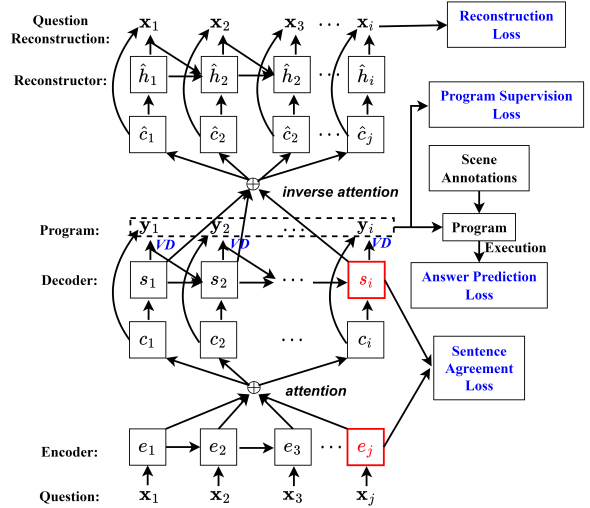 Question Reconstruction: x1 x2 x3 ... xi Reconstruction Loss
Reconstructor: ĥ1 ĥ2 ĥ2 ... ĥi
Program Supervision Loss
ĉ1 ĉ2 ĉ2 ... ĉj
Scene Annotations
inverse attention
Program: y1 y2 ... yi Program
VD VD VD
Execution
Decoder: s1 s2 ... si
Answer Prediction Loss
c1 c2 ... ci
Sentence Agreement Loss
attention
Encoder: e1 e2 e3 ... ej
Question: x1 x2 x3 xj